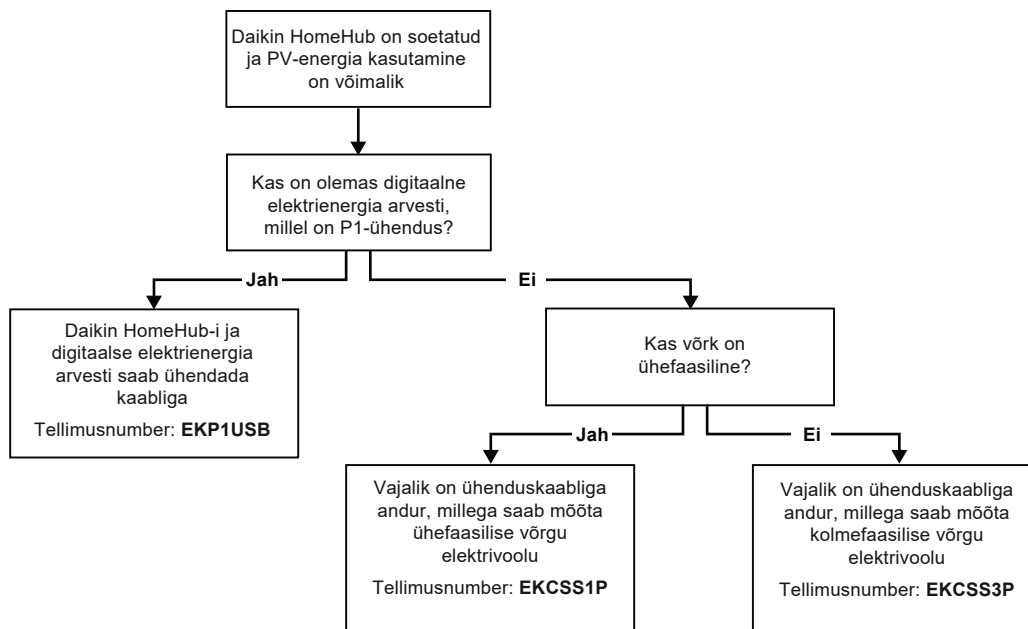 Daikin HomeHub on soetatud
ja PV-energia kasutamine
on võimalik
Kas on olemas digitaalne
elektrienergia arvesti,
millel on P1-ühendus?
Jah
Ei
Daikin HomeHub-i ja
digitaalse elektrienergia
arvesti saab ühendada
kaabliga
Tellimusnumber: EKP1USB
Kas võrk on
ühefaasiline?
Jah
Ei
Vajalik on ühenduskaabliga
andur, millega saab mõõta
ühefaasilise võrgu
elektrivoolu
Tellimusnumber: EKCSS1P
Vajalik on ühenduskaabliga
andur, millega saab mõõta
kolmefaasilise võrgu
elektrivoolu
Tellimusnumber: EKCSS3P